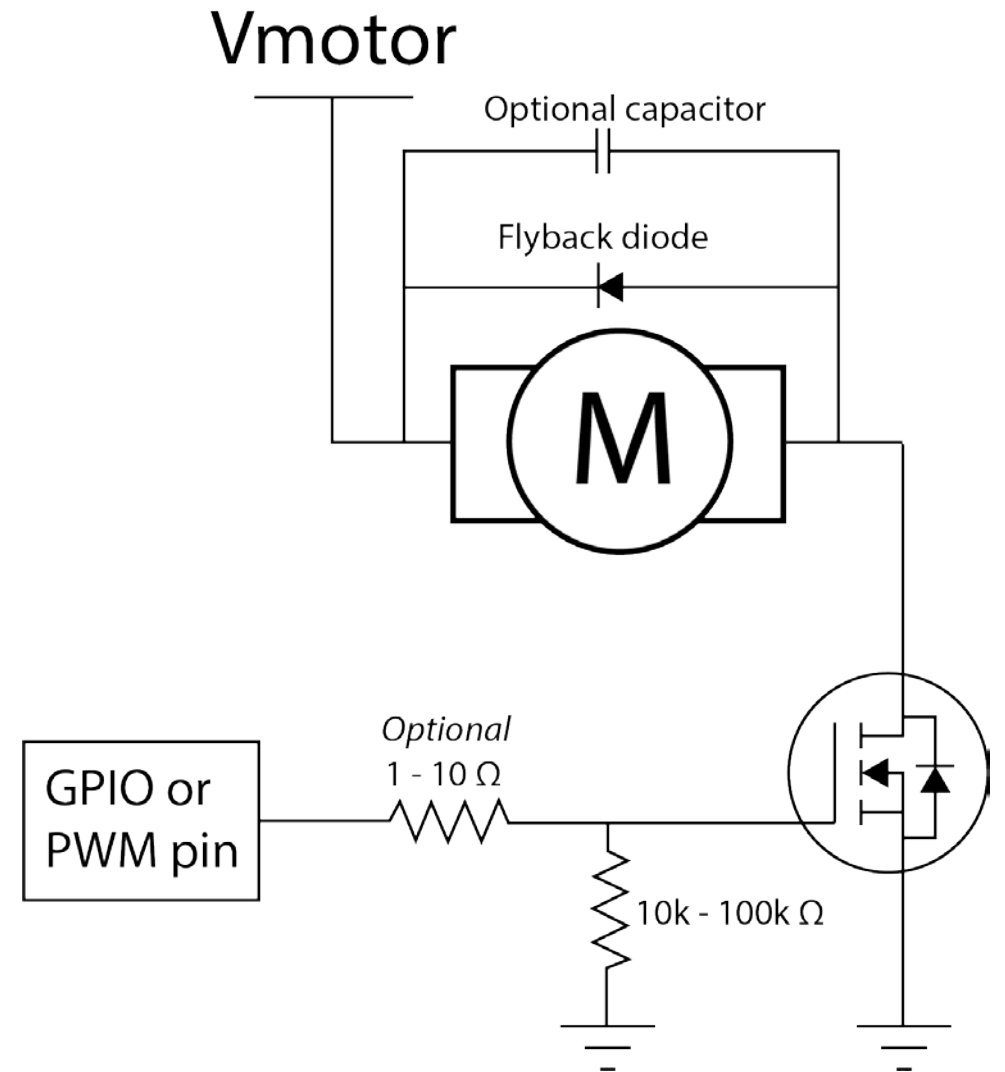 Vmotor
Optional capacitor
Flyback diode
M
Optional
1 - 10 Ω
GPIO or
PWM pin
10k - 100k Ω